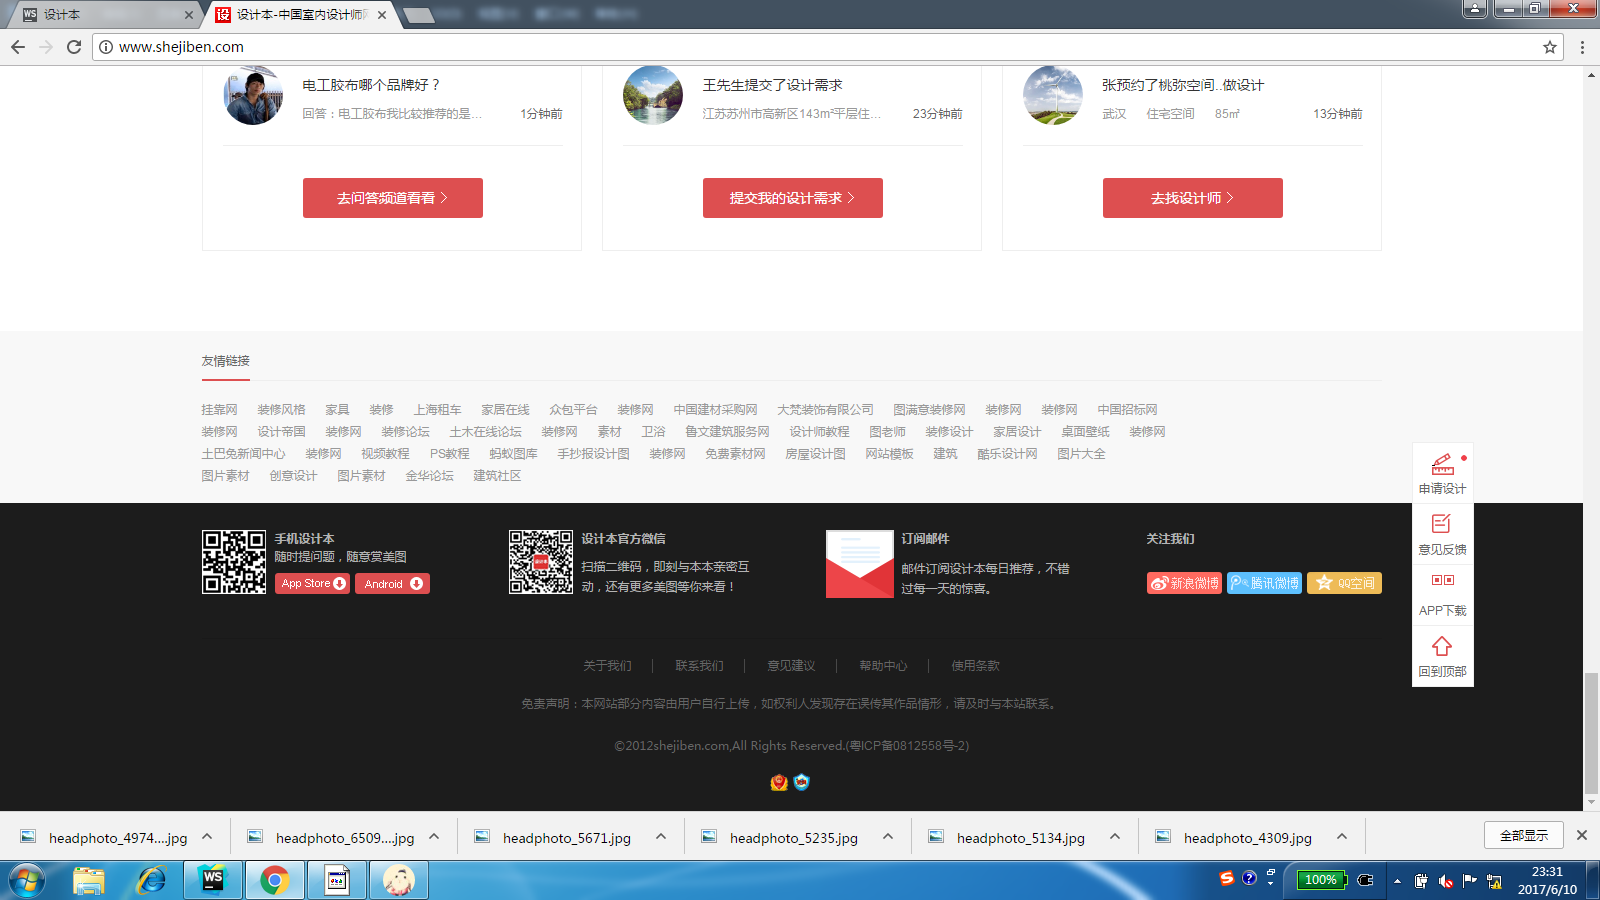 设计本
设计本-中国室内设计师网
www.shejiben.com
电工胶布哪个品牌好？
回答：电工胶布我比较推荐的是...
1分钟前
王先生提交了设计需求
江苏苏州市高新区143m²平层住...
23分钟前
张预约了桃弥空间..做设计
武汉 住宅空间 85㎡
13分钟前
去问答频道看看
提交我的设计需求
去找设计师
友情链接
挂靠网 装修风格 家具 装修 上海租车 家居在线 众包平台 装修网 中国建材采购网 大梵装饰有限公司 图满意装修网 装修网 装修网 中国招标网
装修网 设计帝国 装修网 装修论坛 土木在线论坛 装修网 素材 卫浴 鲁文建筑服务网 设计师教程 图老师 装修设计 家居设计 桌面壁纸 装修网
土巴兔新闻中心 装修网 视频教程 PS教程 蚂蚁图库 手抄报设计图 装修网 免费素材网 房屋设计图 网站模板 建筑 酷乐设计网 图片大全
图片素材 创意设计 图片素材 金华论坛 建筑社区
申请设计
意见反馈
APP下载
回到顶部
手机设计本
随时提问题，随意赏美图
App Store
Android
设计本官方微信
扫描二维码，即刻与本本亲密互
动，还有更多美图等你来看！
订阅邮件
邮件订阅设计本每日推荐，不错
过每一天的惊喜。
关注我们
新浪微博
腾讯微博
QQ空间
关于我们 联系我们 意见建议 帮助中心 使用条款
免责声明：本网站部分内容由用户自行上传，如权利人发现存在误传其作品情形，请及时与本站联系。
©2012shejiben.com,All Rights Reserved.(粤ICP备0812558号-2)
headphoto_4974....jpg
headphoto_6509....jpg
headphoto_5671.jpg
headphoto_5235.jpg
headphoto_5134.jpg
headphoto_4309.jpg
全部显示
WS
100%
23:31
2017/6/10